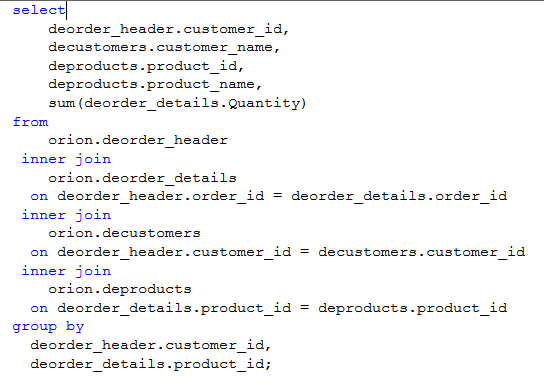 select
deorder_header.customer_id,
decustomers.customer_name,
deproducts.product_id,
deproducts.product_name,
sum(deorder_details.Quantity)
from
orion.deorder_header
inner join
orion.deorder_details
on deorder_header.order_id = deorder_details.order_id
inner join
orion.decustomers
on deorder_header.customer_id = decustomers.customer_id
inner join
orion.deproducts
on deorder_details.product_id = deproducts.product_id
group by
deorder_header.customer_id,
deorder_details.product_id;